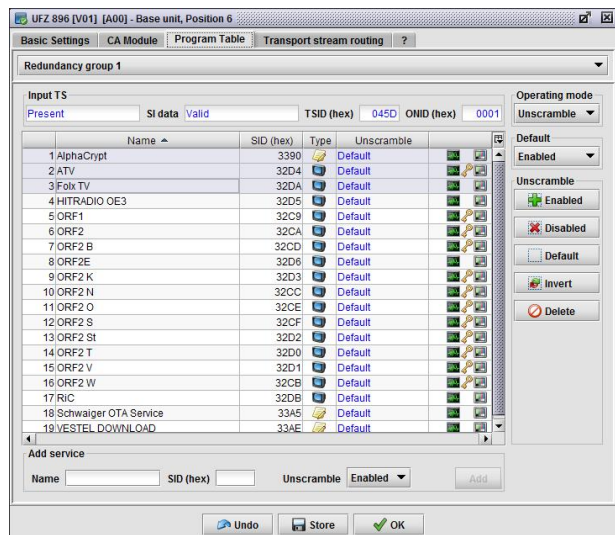 UFZ 896 [V01] [A00] - Base unit, Position 6
Basic Settings CA Module Program Table Transport stream routing ?
Redundancy group 1
Input TS
Present SI data Valid TSID (hex) 045D ONID (hex) 0001
Operating mode
Unscramble
Default
Enabled
Unscramble
Enabled
Disabled
Default
Invert
Delete
Name SID (hex) Type Unscramble
1 AlphaCrypt 3390 Default
2 ATV 32D4 Default
3 Folx TV 32DA Default
4 HITRADIO OE3 32D5 Default
5 ORF1 32C9 Default
6 ORF2 32CA Default
7 ORF2 B 32CD Default
8 ORF2E 32D6 Default
9 ORF2 K 32D3 Default
10 ORF2 N 32CC Default
11 ORF2 O 32CE Default
12 ORF2 S 32CF Default
13 ORF2 St 32D2 Default
14 ORF2 T 32D0 Default
15 ORF2 V 32D1 Default
16 ORF2 W 32CB Default
17 RiC 32DB Default
18 Schwaiger OTA Service 33A5 Default
19 VESTEL DOWNLOAD 33AE Default
Add service
Name SID (hex) Unscramble Enabled Add
Undo Store OK